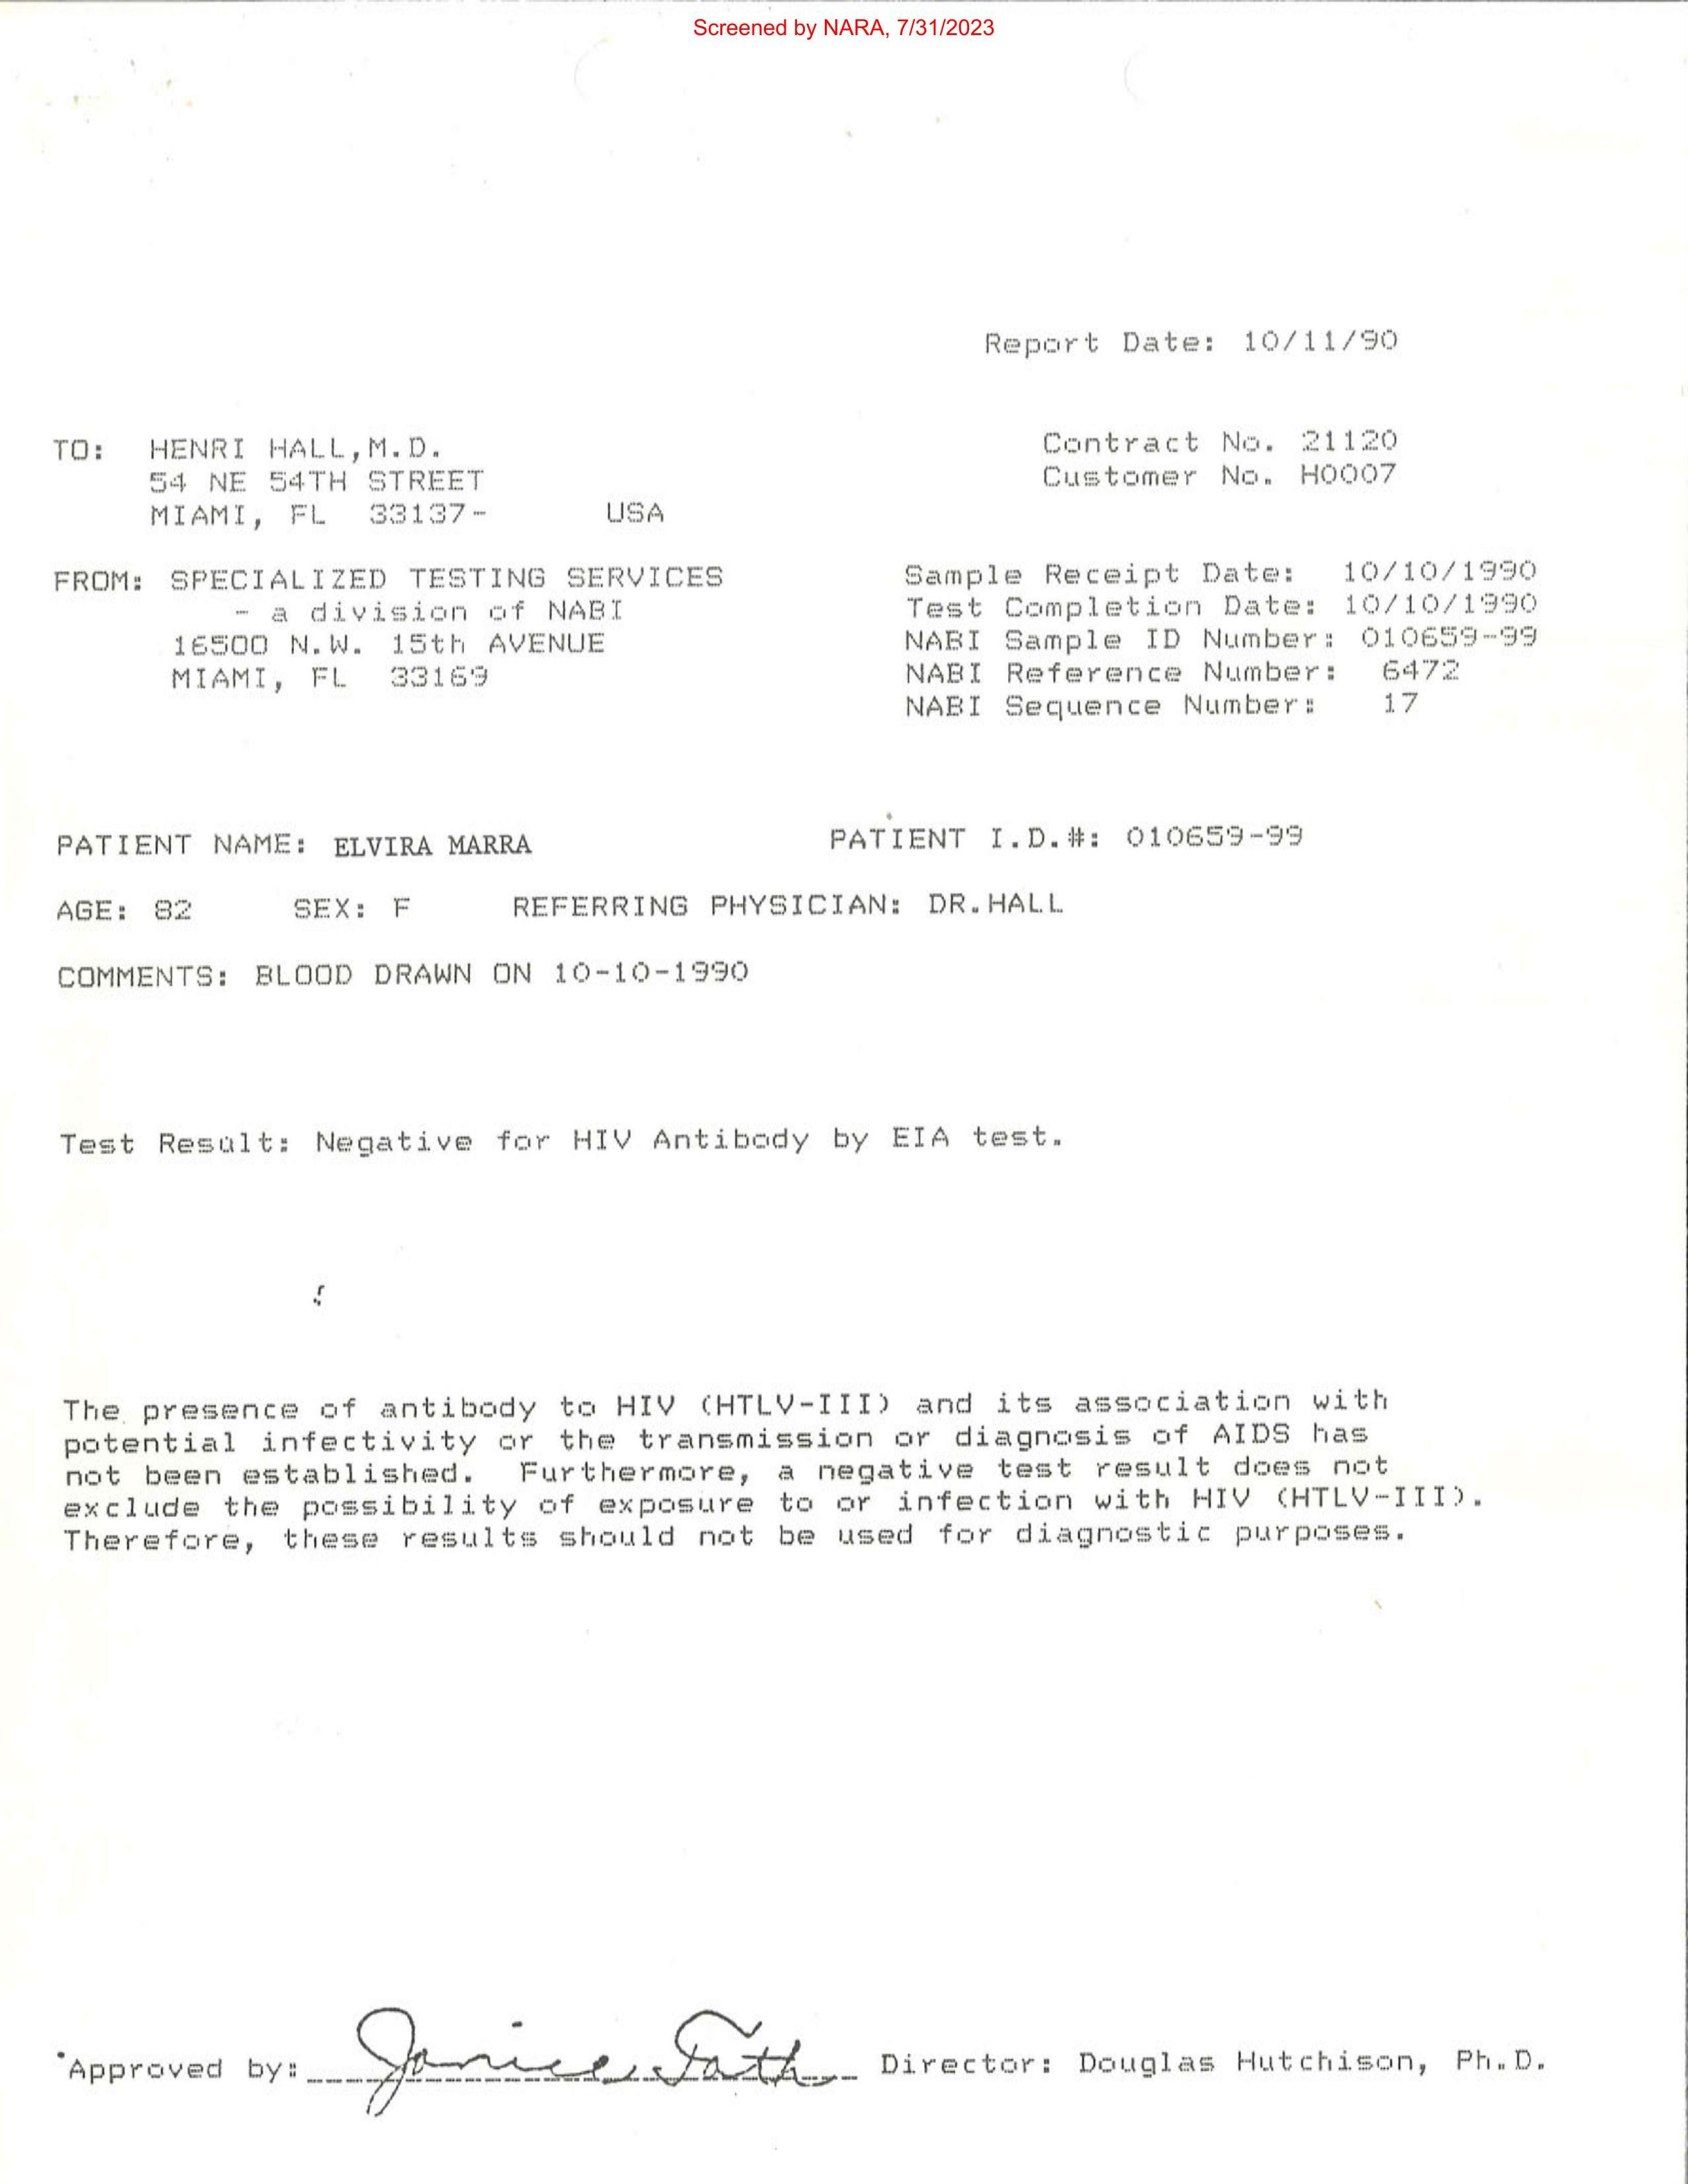 Screened by NARA, 7/31/2023
Report Date: 10/11/90
TO: HENRI HALL,M.D.
54 NE 54TH STREET
MIAMI, FL 33137- USA
Contract No. 21120
Customer No. H0007
FROM: SPECIALIZED TESTING SERVICES
- a division of NABI
16500 N.W. 15th AVENUE
MIAMI, FL 33169
Sample Receipt Date: 10/10/1990
Test Completion Date: 10/10/1990
NABI Sample ID Number: 010659-99
NABI Reference Number: 6472
NABI Sequence Number: 17
PATIENT NAME: ELVIRA MARRA PATIENT I.D.#: 010659-99
AGE: 82 SEX: F REFERRING PHYSICIAN: DR.HALL
COMMENTS: BLOOD DRAWN ON 10-10-1990
Test Result: Negative for HIV Antibody by EIA test.
The presence of antibody to HIV (HTLV-III) and its association with
potential infectivity or the transmission or diagnosis of AIDS has
not been established. Furthermore, a negative test result does not
exclude the possibility of exposure to or infection with HIV (HTLV-III).
Therefore, these results should not be used for diagnostic purposes.
Approved by: Janice Director: Douglas Hutchison, Ph.D.